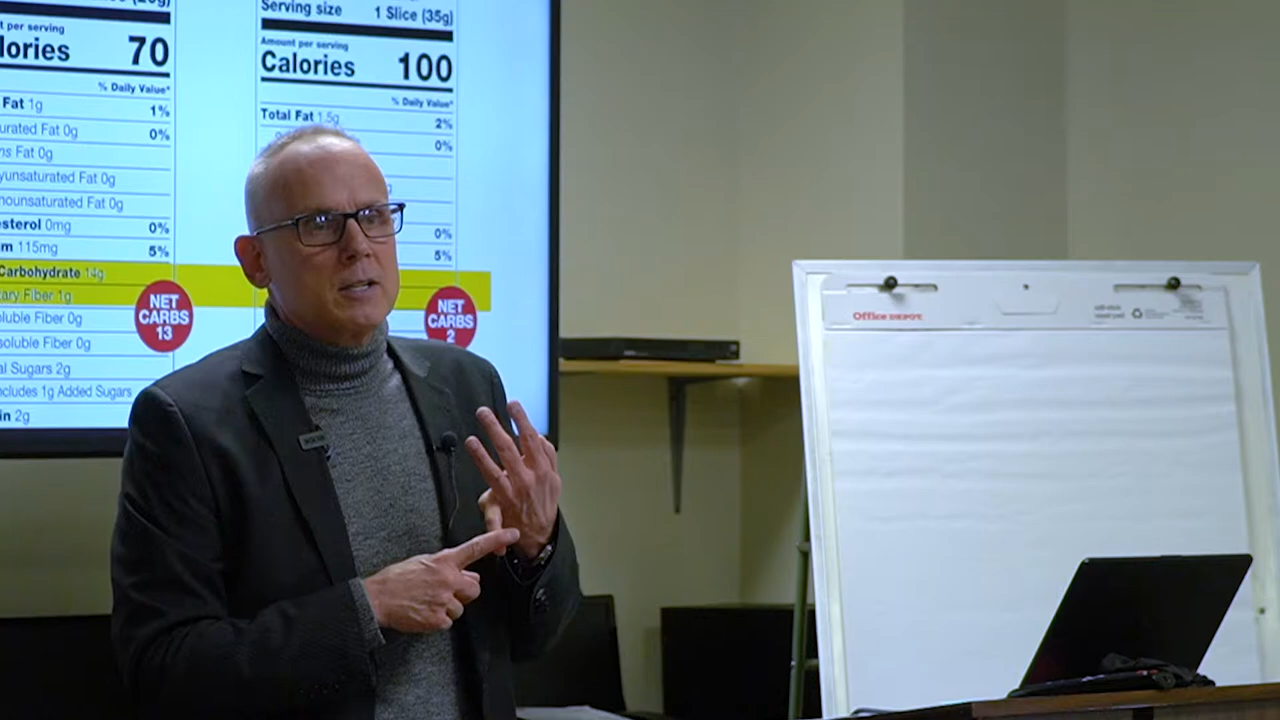 lories 70
t per serving
% Daily Value*
Fat 1g 1%
urated Fat 0g 0%
ns Fat 0g
yunsaturated Fat 0g
nounsaturated Fat 0g
esterol 0mg 0%
m 115mg 5%
Carbohydrate 14g
tary Fiber 1g
oluble Fiber 0g
soluble Fiber 0g
al Sugars 2g
ncludes 1g Added Sugars
in 2g
NET
CARBS
13
Serving size 1 Slice (35g)
Amount per serving
Calories 100
% Daily Value*
Total Fat 1.5g 2%
0%
0%
5%
NET
CARBS
2
Office DEPOT